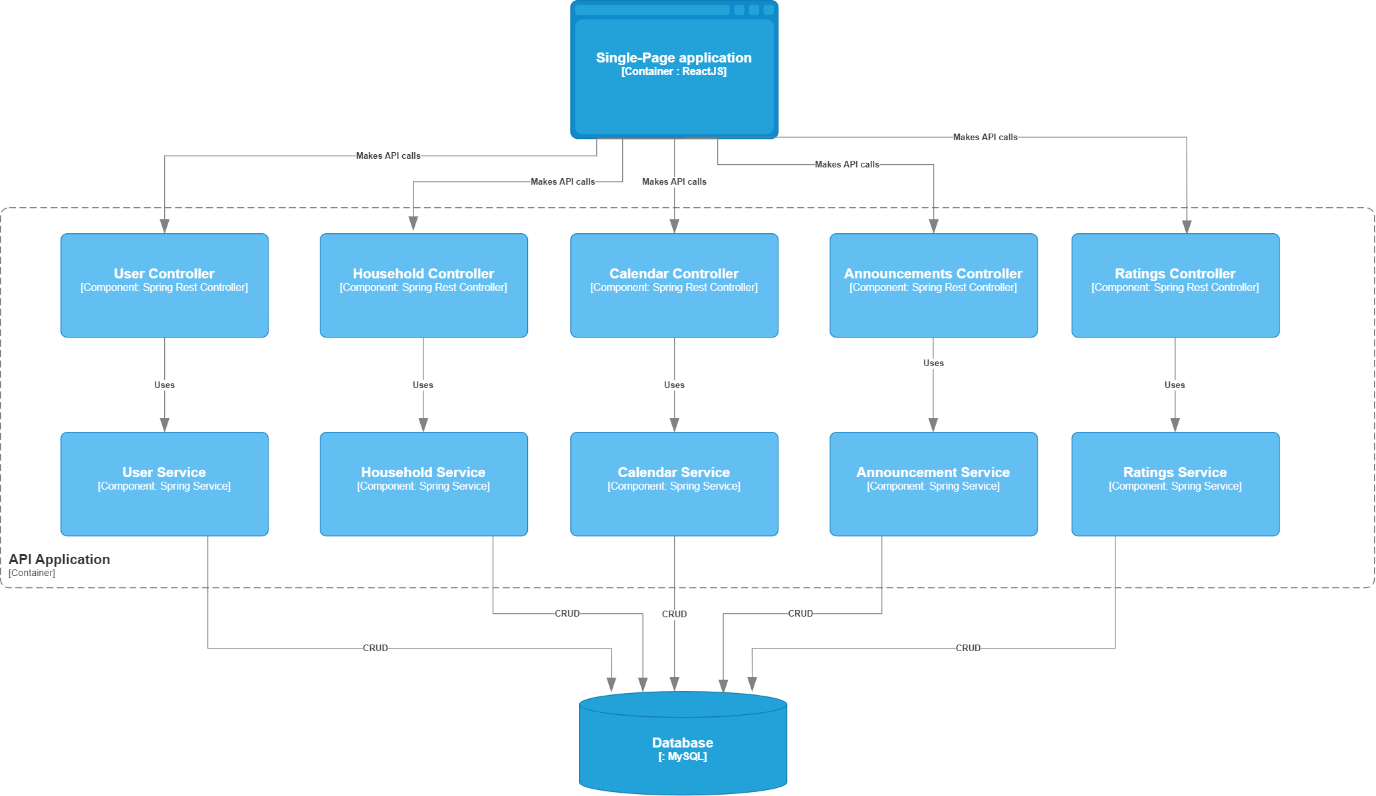 Single-Page application
[Container : ReactJS]
Makes API calls
Makes API calls
Makes API calls
Makes API calls
Makes API calls
User Controller
[Component: Spring Rest Controller]
Household Controller
[Component: Spring Rest Controller]
Calendar Controller
[Component: Spring Rest Controller]
Announcements Controller
[Component: Spring Rest Controller]
Ratings Controller
[Component: Spring Rest Controller]
Uses
Uses
Uses
Uses
Uses
User Service
[Component: Spring Service]
Household Service
[Component: Spring Service]
Calendar Service
[Component: Spring Service]
Announcement Service
[Component: Spring Service]
Ratings Service
[Component: Spring Service]
API Application
[Container]
CRUD
CRUD
CRUD
CRUD
CRUD
Database
[: MySQL]